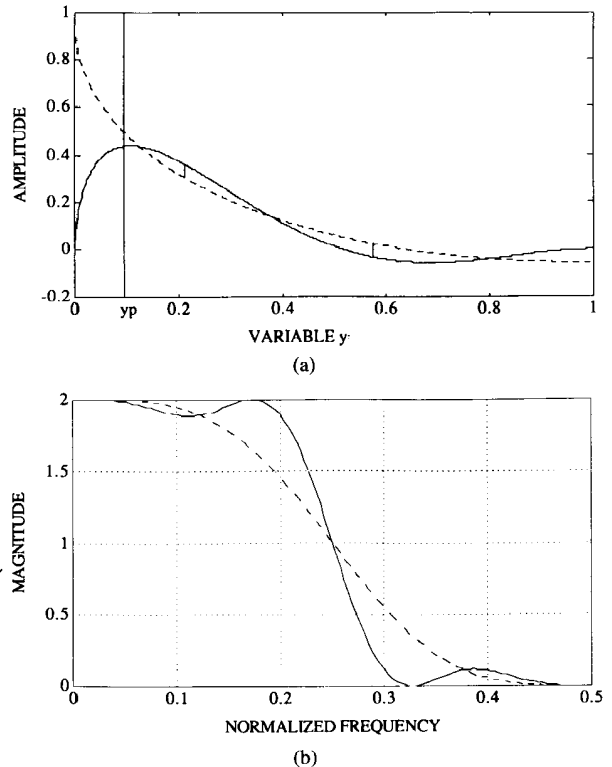 1
0.8
0.6
0.4
0.2
0
-0.2
AMPLITUDE
0 yp 0.2 0.4 0.6 0.8 1
VARIABLE y
(a)
2
1.5
1
0.5
0
MAGNITUDE
0 0.1 0.2 0.3 0.4 0.5
NORMALIZED FREQUENCY
(b)